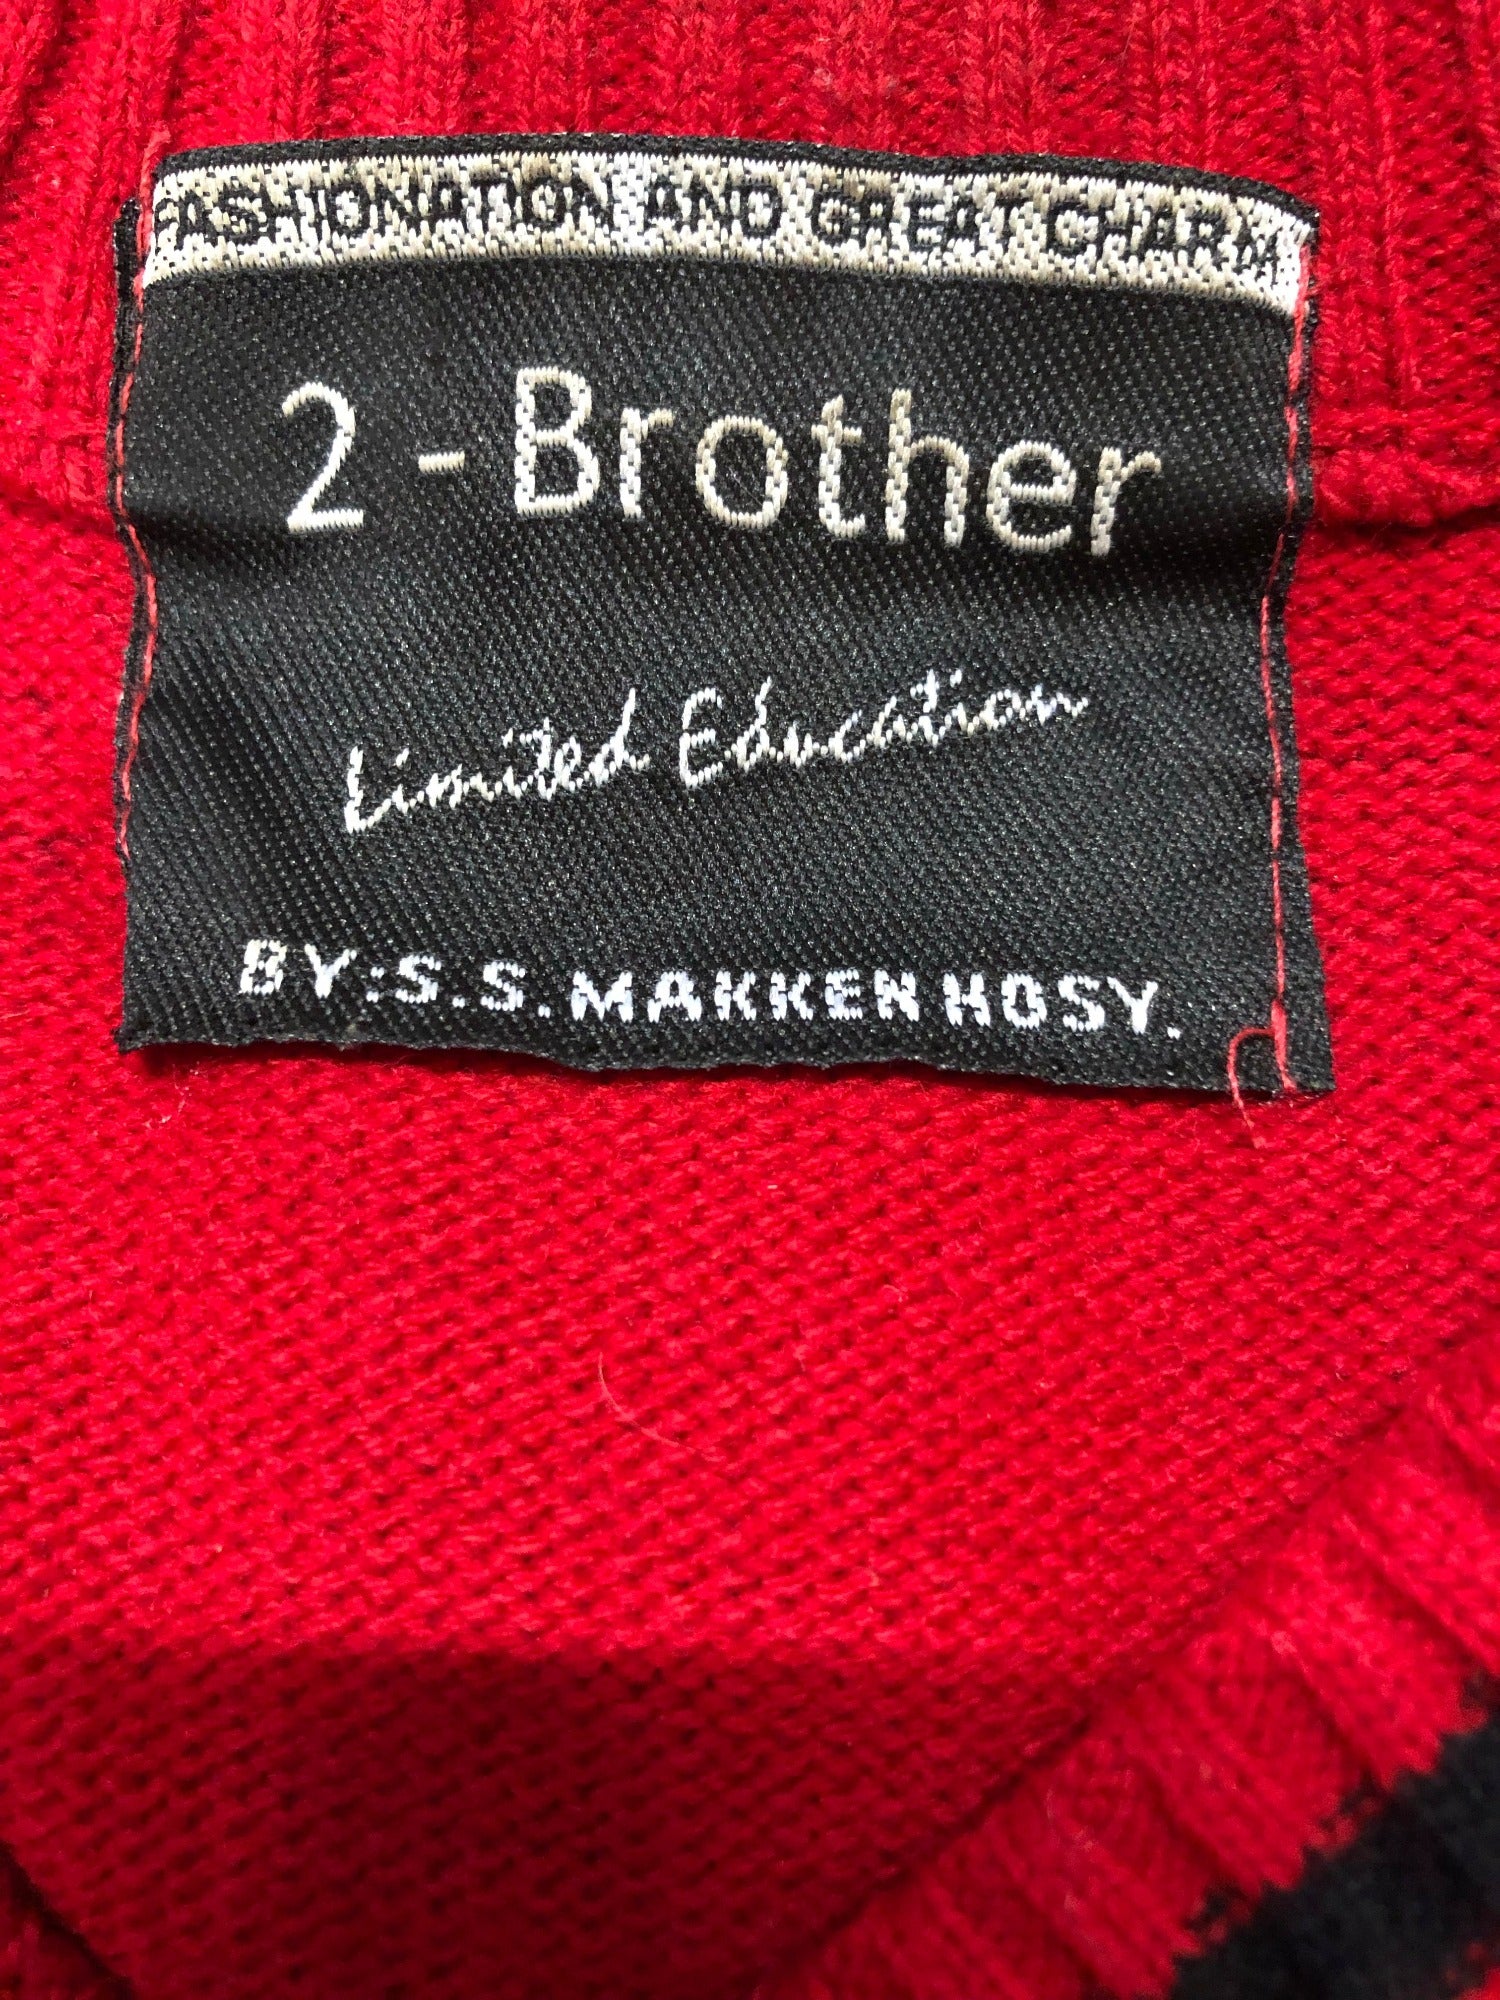 FASHIONATION AND GREAT CHARM
2 - Brother
Limited Education
BY:S.S.MAKKEN HOSY.